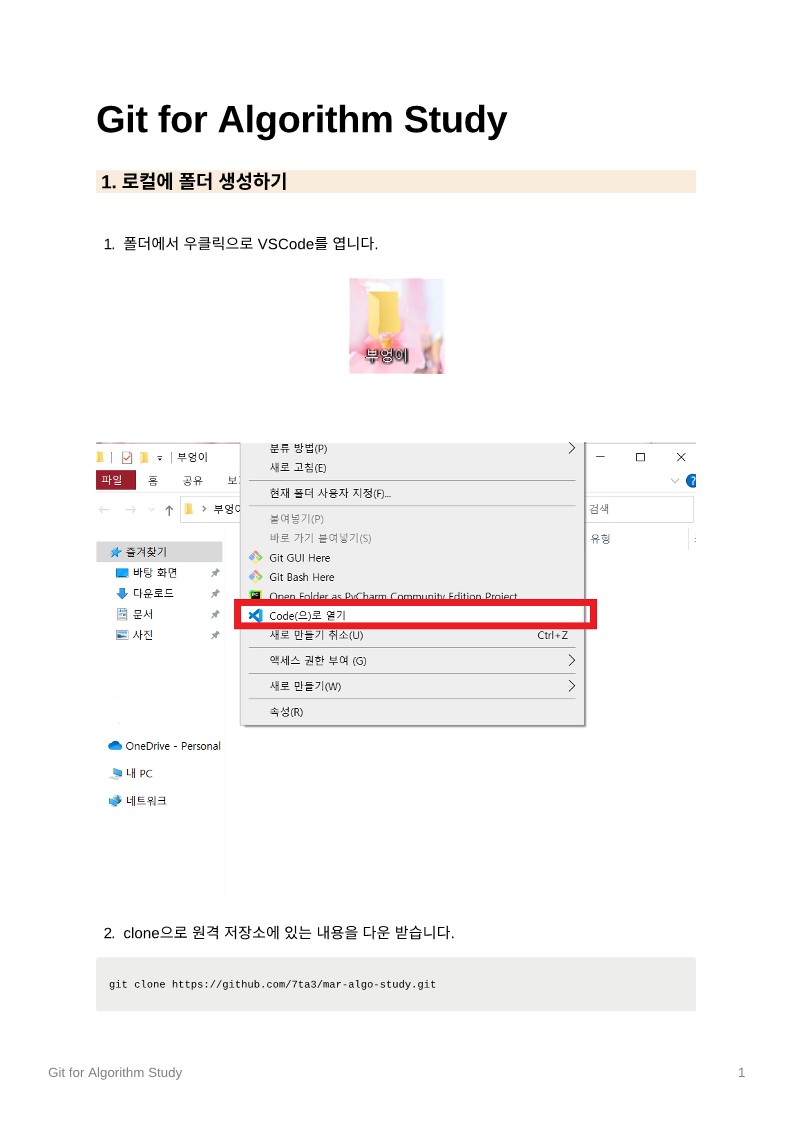 Git for Algorithm Study
1. 로컬에 폴더 생성하기
1. 폴더에서 우클릭으로 VSCode를 엽니다.
부엉이
부엉이
파일 홈 공유
부엉이
검색
유형
즐겨찾기
바탕 화면
다운로드
문서
사진
OneDrive - Personal
내 PC
네트워크
분류 방법(P)
새로 고침(E)
현재 폴더 사용자 지정(F)...
붙여넣기(P)
바로 가기 붙여넣기(S)
Git GUI Here
Git Bash Here
Open Folder as PyCharm Community Edition Project
Code(으)로 열기
새로 만들기 취소(U) Ctrl+Z
액세스 권한 부여 (G)
새로 만들기(W)
속성(R)
2. clone으로 원격 저장소에 있는 내용을 다운 받습니다.
git clone https://github.com/7ta3/mar-algo-study.git
Git for Algorithm Study 1